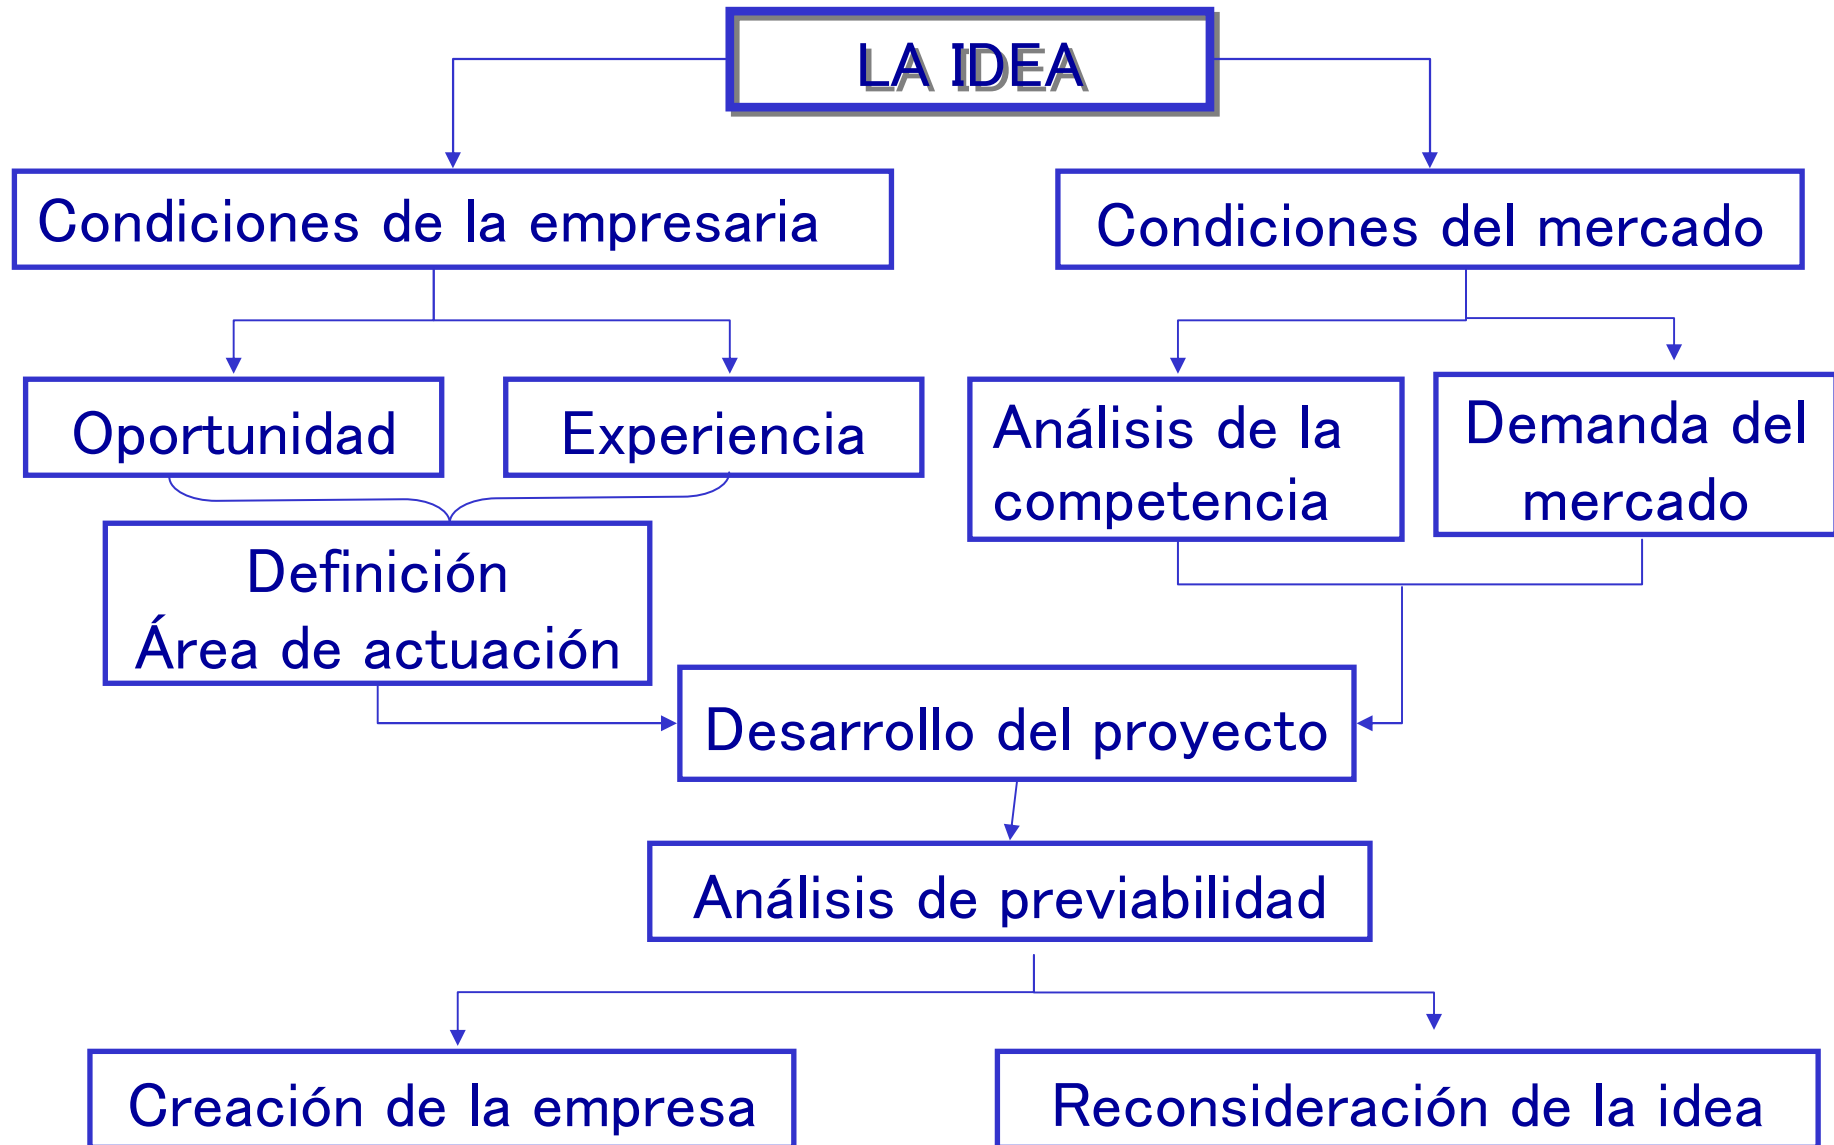 LA IDEA
Condiciones de la empresaria
Condiciones del mercado
Oportunidad
Experiencia
Análisis de la
competencia
Demanda del
mercado
Definición
Área de actuación
Desarrollo del proyecto
Análisis de previabilidad
Creación de la empresa
Reconsideración de la idea